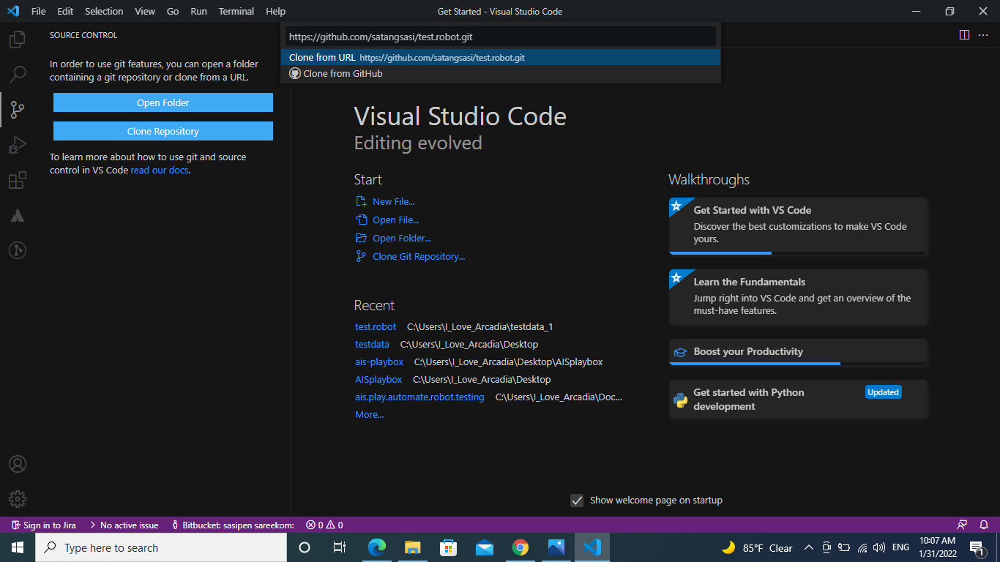 File Edit Selection View Go Run Terminal Help
Get Started - Visual Studio Code
SOURCE CONTROL
In order to use git features, you can open a folder
containing a git repository or clone from a URL.
Open Folder
Clone Repository
To learn more about how to use git and source
control in VS Code read our docs.
https://github.com/satangsasi/test.robot.git
Clone from URL https://github.com/satangsasi/test.robot.git
Clone from GitHub
Visual Studio Code
Editing evolved
Start
New File...
Open File...
Open Folder...
Clone Git Repository...
Recent
test.robot C:\Users\I_Love_Arcadia\testdata_1
testdata C:\Users\I_Love_Arcadia\Desktop
ais-playbox C:\Users\I_Love_Arcadia\Desktop\AISplaybox
AISplaybox C:\Users\I_Love_Arcadia\Desktop
ais.play.automate.robot.testing C:\Users\I_Love_Arcadia\Doc...
More...
Walkthroughs
Get Started with VS Code
Discover the best customizations to make VS Code
yours.
Learn the Fundamentals
Jump right into VS Code and get an overview of the
must-have features.
Boost your Productivity
Get started with Python
development
Updated
Show welcome page on startup
Sign in to Jira No active issue Bitbucket: sasipen sareekom: 0 0
Type here to search
85°F Clear
ENG
10:07 AM
1/31/2022
1